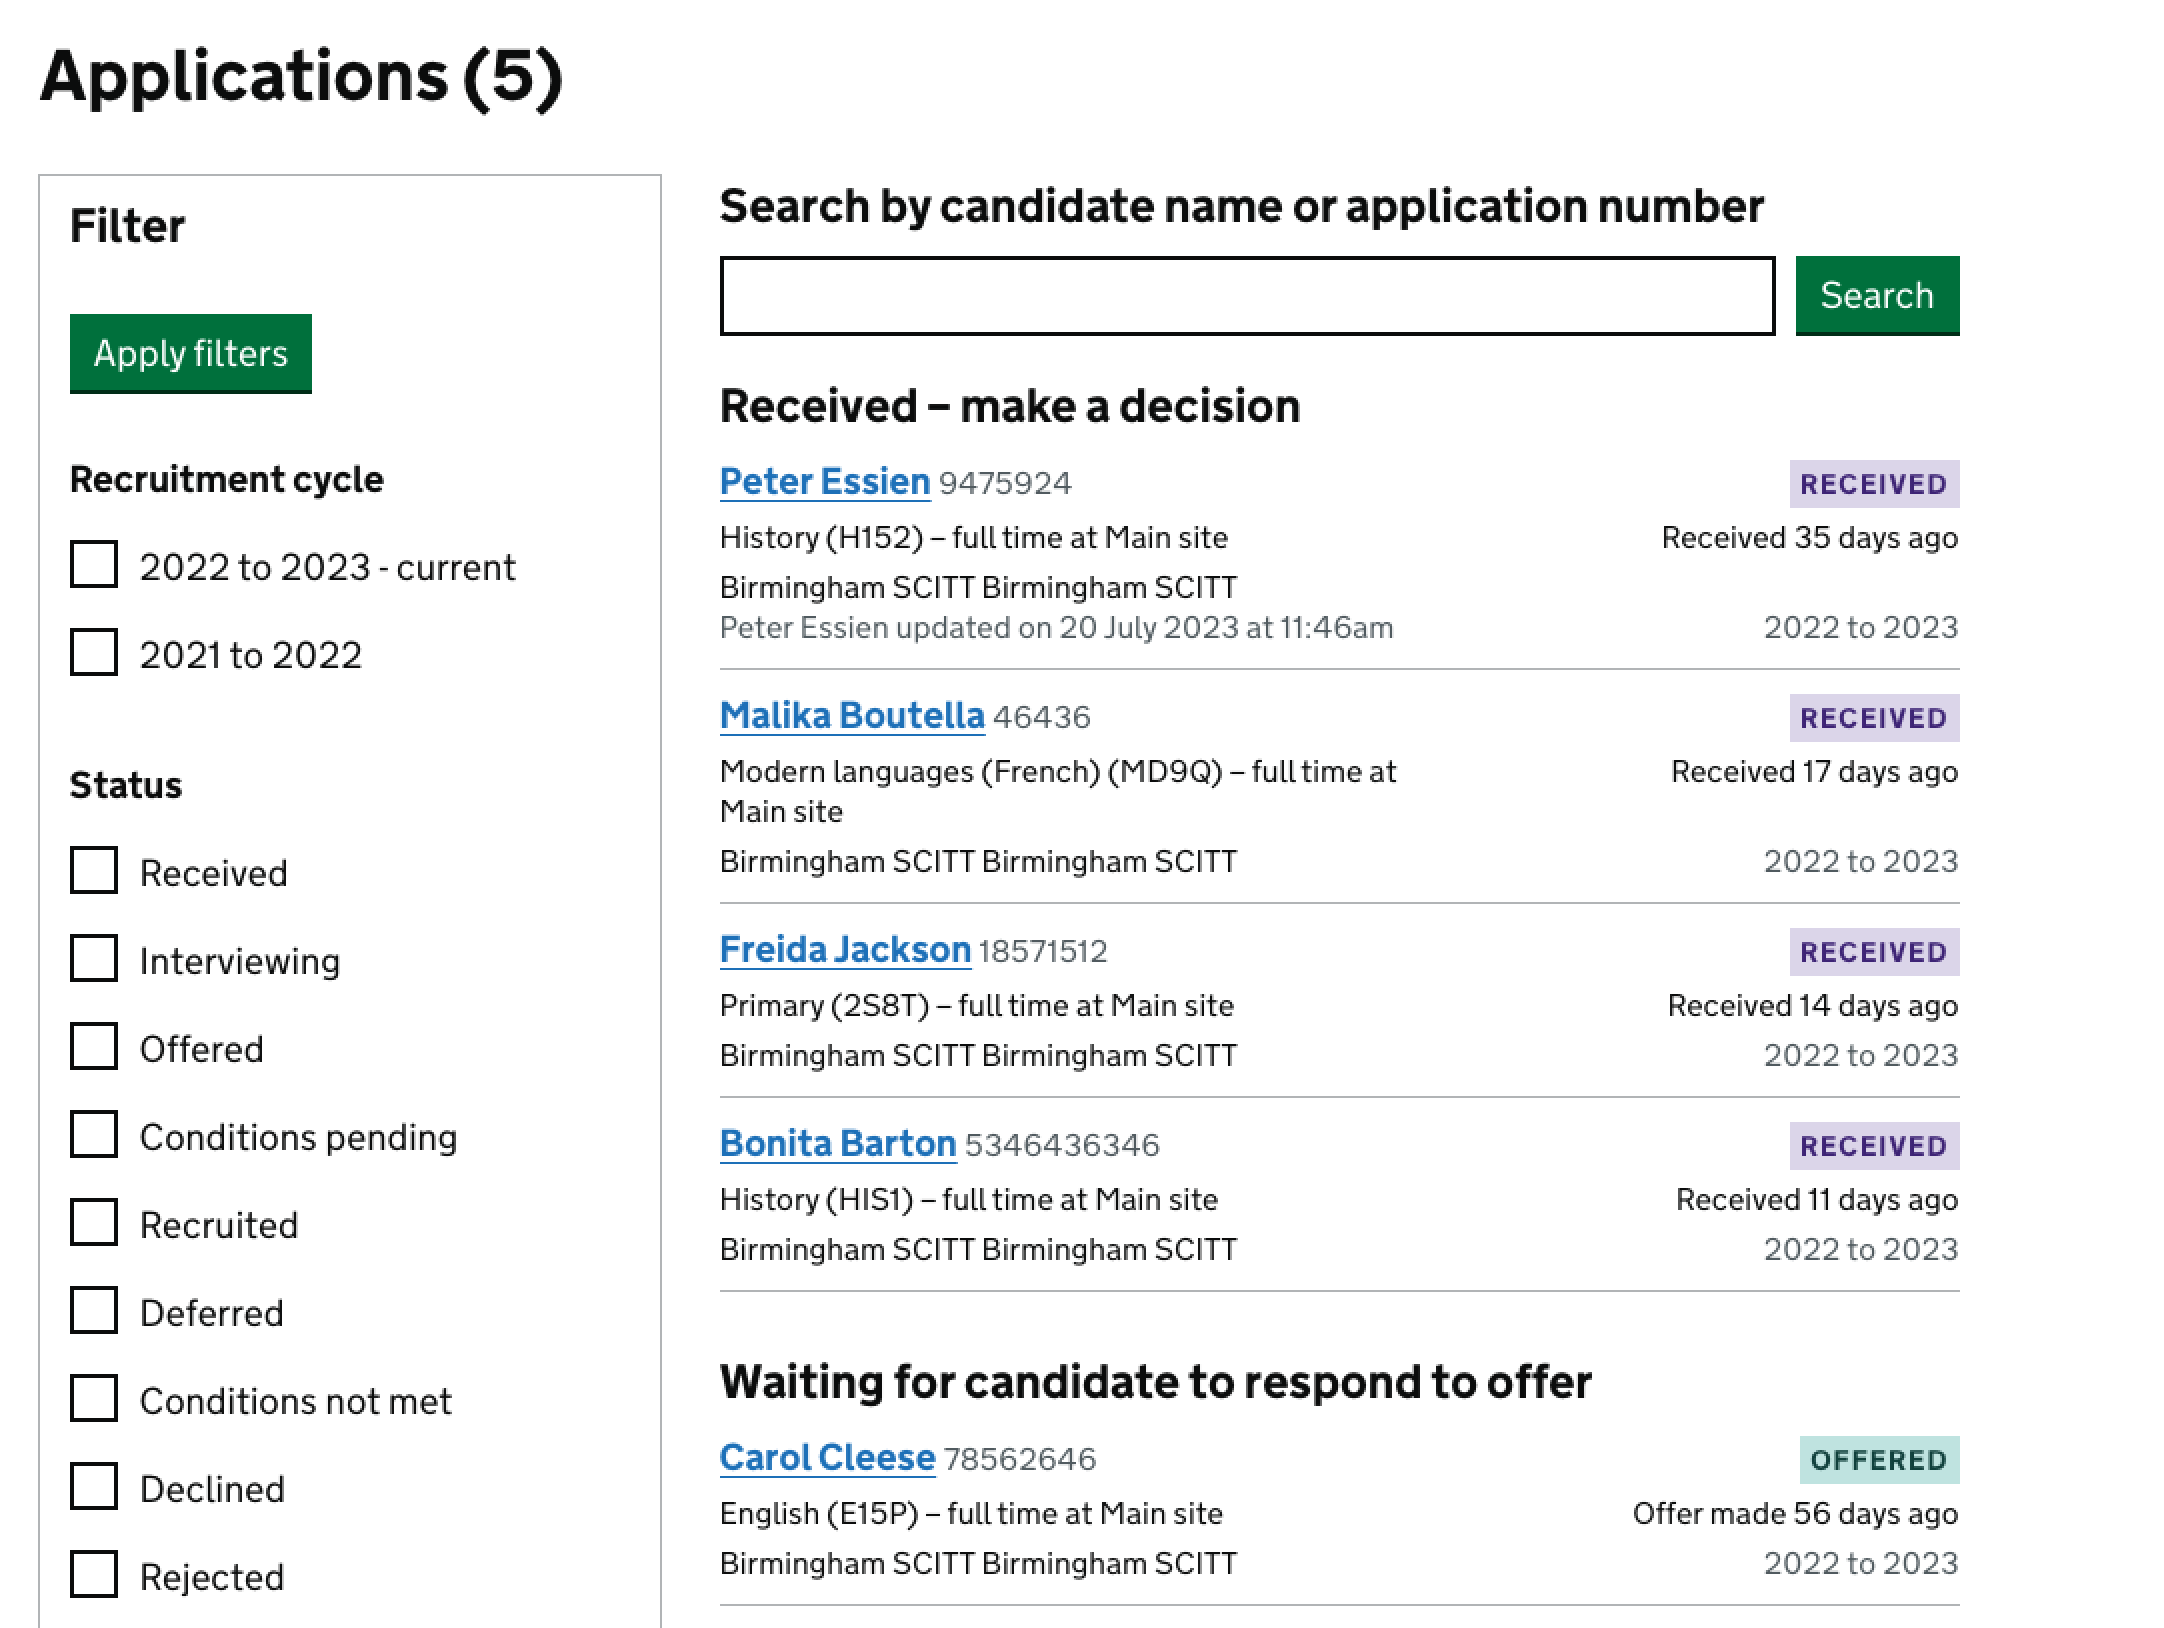 Applications (5)
Filter
Apply filters
Recruitment cycle
2022 to 2023 - current
2021 to 2022
Status
Received
Interviewing
Offered
Conditions pending
Recruited
Deferred
Conditions not met
Declined
Rejected
Search by candidate name or application number
Search
Received – make a decision
Peter Essien 9475924 RECEIVED
History (H152) – full time at Main site Received 35 days ago
Birmingham SCITT Birmingham SCITT
Peter Essien updated on 20 July 2023 at 11:46am 2022 to 2023
Malika Boutella 46436 RECEIVED
Modern languages (French) (MD9Q) – full time at Received 17 days ago
Main site
Birmingham SCITT Birmingham SCITT 2022 to 2023
Freida Jackson 18571512 RECEIVED
Primary (2S8T) – full time at Main site Received 14 days ago
Birmingham SCITT Birmingham SCITT 2022 to 2023
Bonita Barton 5346436346 RECEIVED
History (HIS1) – full time at Main site Received 11 days ago
Birmingham SCITT Birmingham SCITT 2022 to 2023
Waiting for candidate to respond to offer
Carol Cleese 78562646 OFFERED
English (E15P) – full time at Main site Offer made 56 days ago
Birmingham SCITT Birmingham SCITT 2022 to 2023